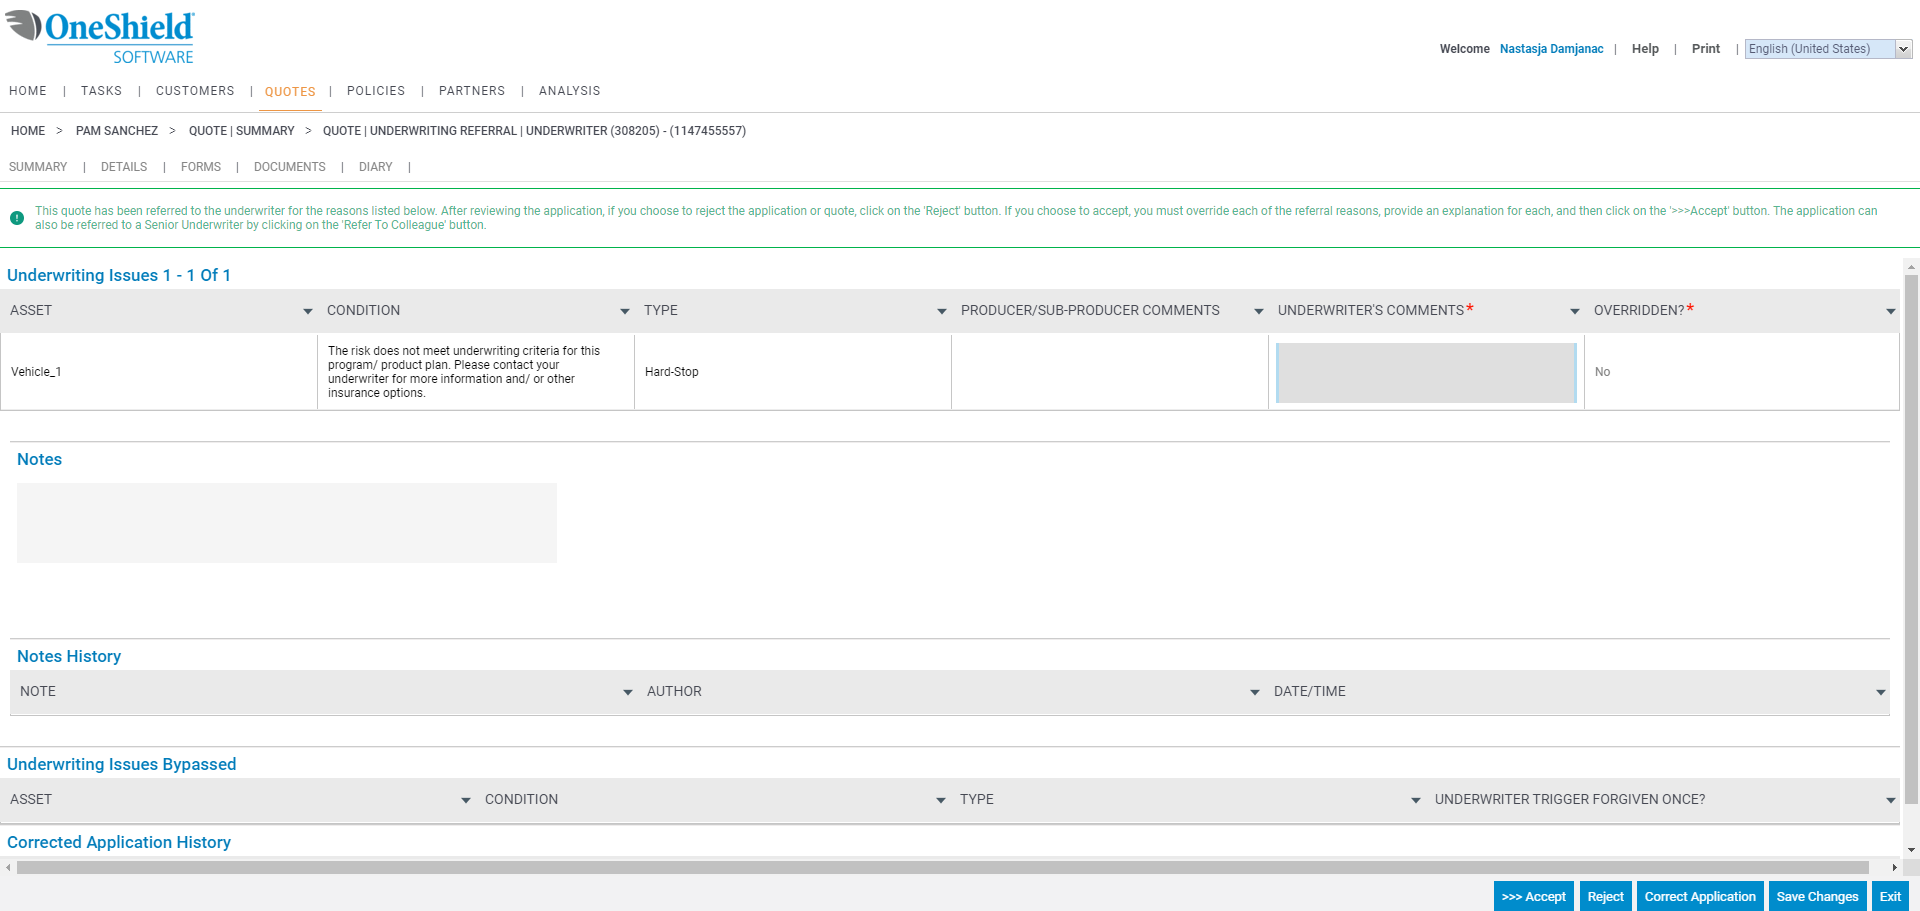 OneShield
SOFTWARE
Welcome Nastasja Damjanac | Help | Print | English (United States)
HOME | TASKS | CUSTOMERS | QUOTES | POLICIES | PARTNERS | ANALYSIS
HOME > PAM SANCHEZ > QUOTE | SUMMARY > QUOTE | UNDERWRITING REFERRAL | UNDERWRITER (308205) - (1147455557)
SUMMARY | DETAILS | FORMS | DOCUMENTS | DIARY |
This quote has been referred to the underwriter for the reasons listed below. After reviewing the application, if you choose to reject the application or quote, click on the 'Reject' button. If you choose to accept, you must override each of the referral reasons, provide an explanation for each, and then click on the '>>>Accept' button. The application can
also be referred to a Senior Underwriter by clicking on the 'Refer To Colleague' button.
Underwriting Issues 1 - 1 Of 1
ASSET CONDITION TYPE PRODUCER/SUB-PRODUCER COMMENTS UNDERWRITER'S COMMENTS* OVERRIDDEN?*
Vehicle_1
The risk does not meet underwriting criteria for this
program/ product plan. Please contact your
underwriter for more information and/ or other
insurance options.
Hard-Stop
No
Notes
Notes History
NOTE AUTHOR DATE/TIME
Underwriting Issues Bypassed
ASSET CONDITION TYPE UNDERWRITER TRIGGER FORGIVEN ONCE?
Corrected Application History
>>> Accept Reject Correct Application Save Changes Exit